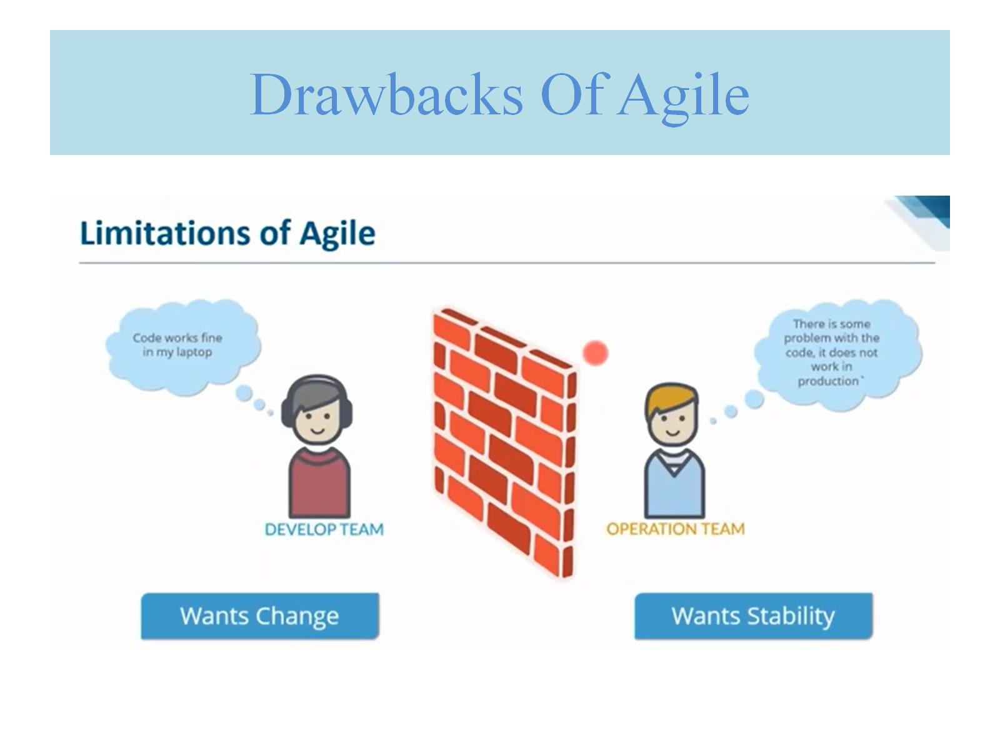 Drawbacks Of Agile
Limitations of Agile
Code works fine
in my laptop
There is some
problem with the
code, it does not
work in
production`
DEVELOP TEAM
OPERATION TEAM
Wants Change
Wants Stability